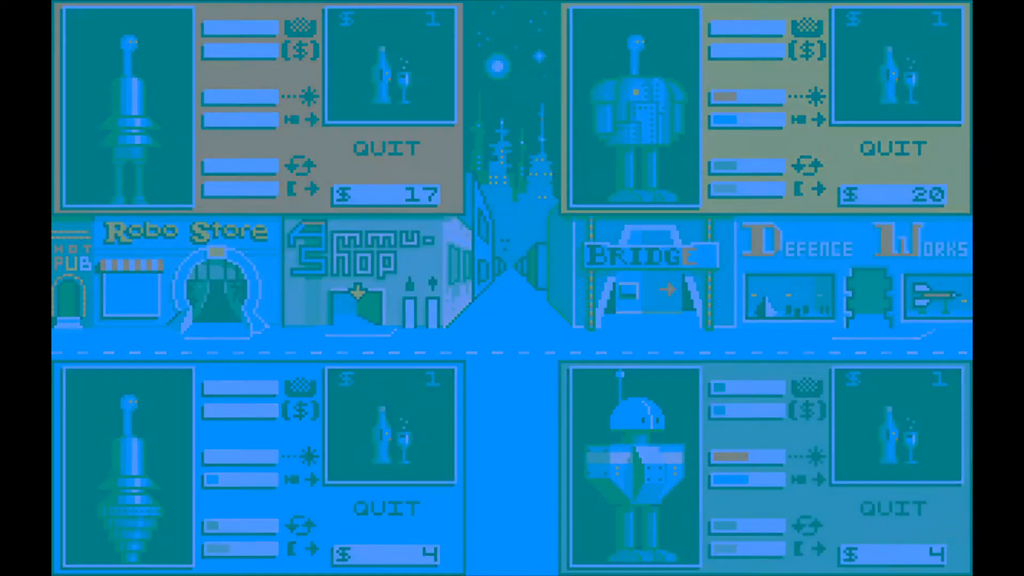 $ 1
($)
QUIT
$ 17
$ 1
($)
QUIT
$ 20
HOT
PUB
Robo Store
Ammu-
Shop
BRIDGE
DEFENCE WORKS
$ 1
($)
QUIT
$ 4
$ 1
($)
QUIT
$ 4